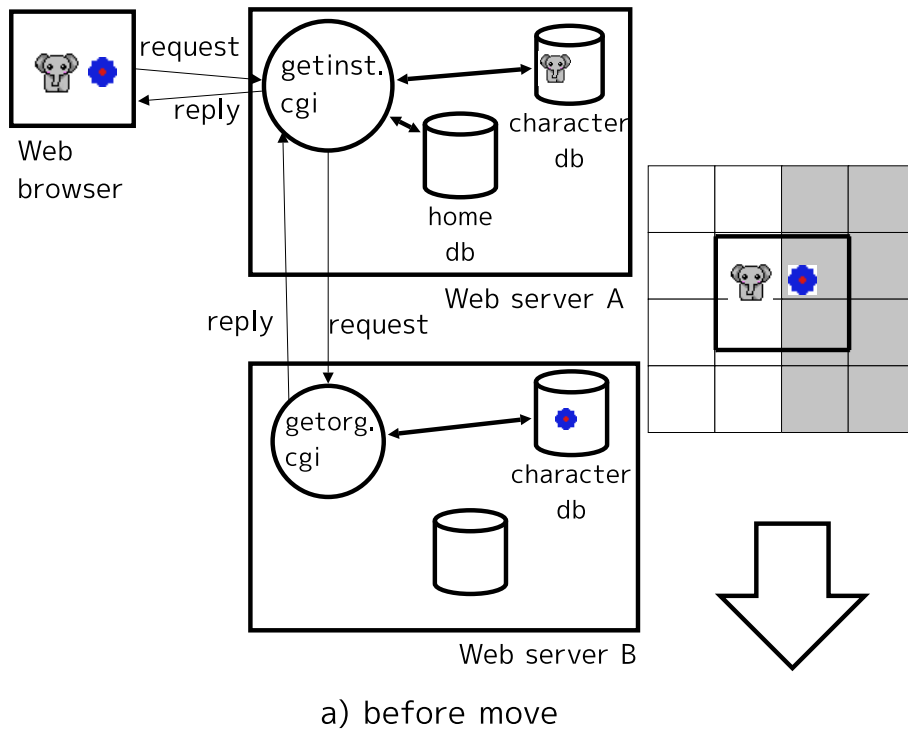 request
reply
Web
browser
getinst.
cgi
character
db
home
db
Web server A
reply
request
getorg.
cgi
character
db
Web server B
a) before move